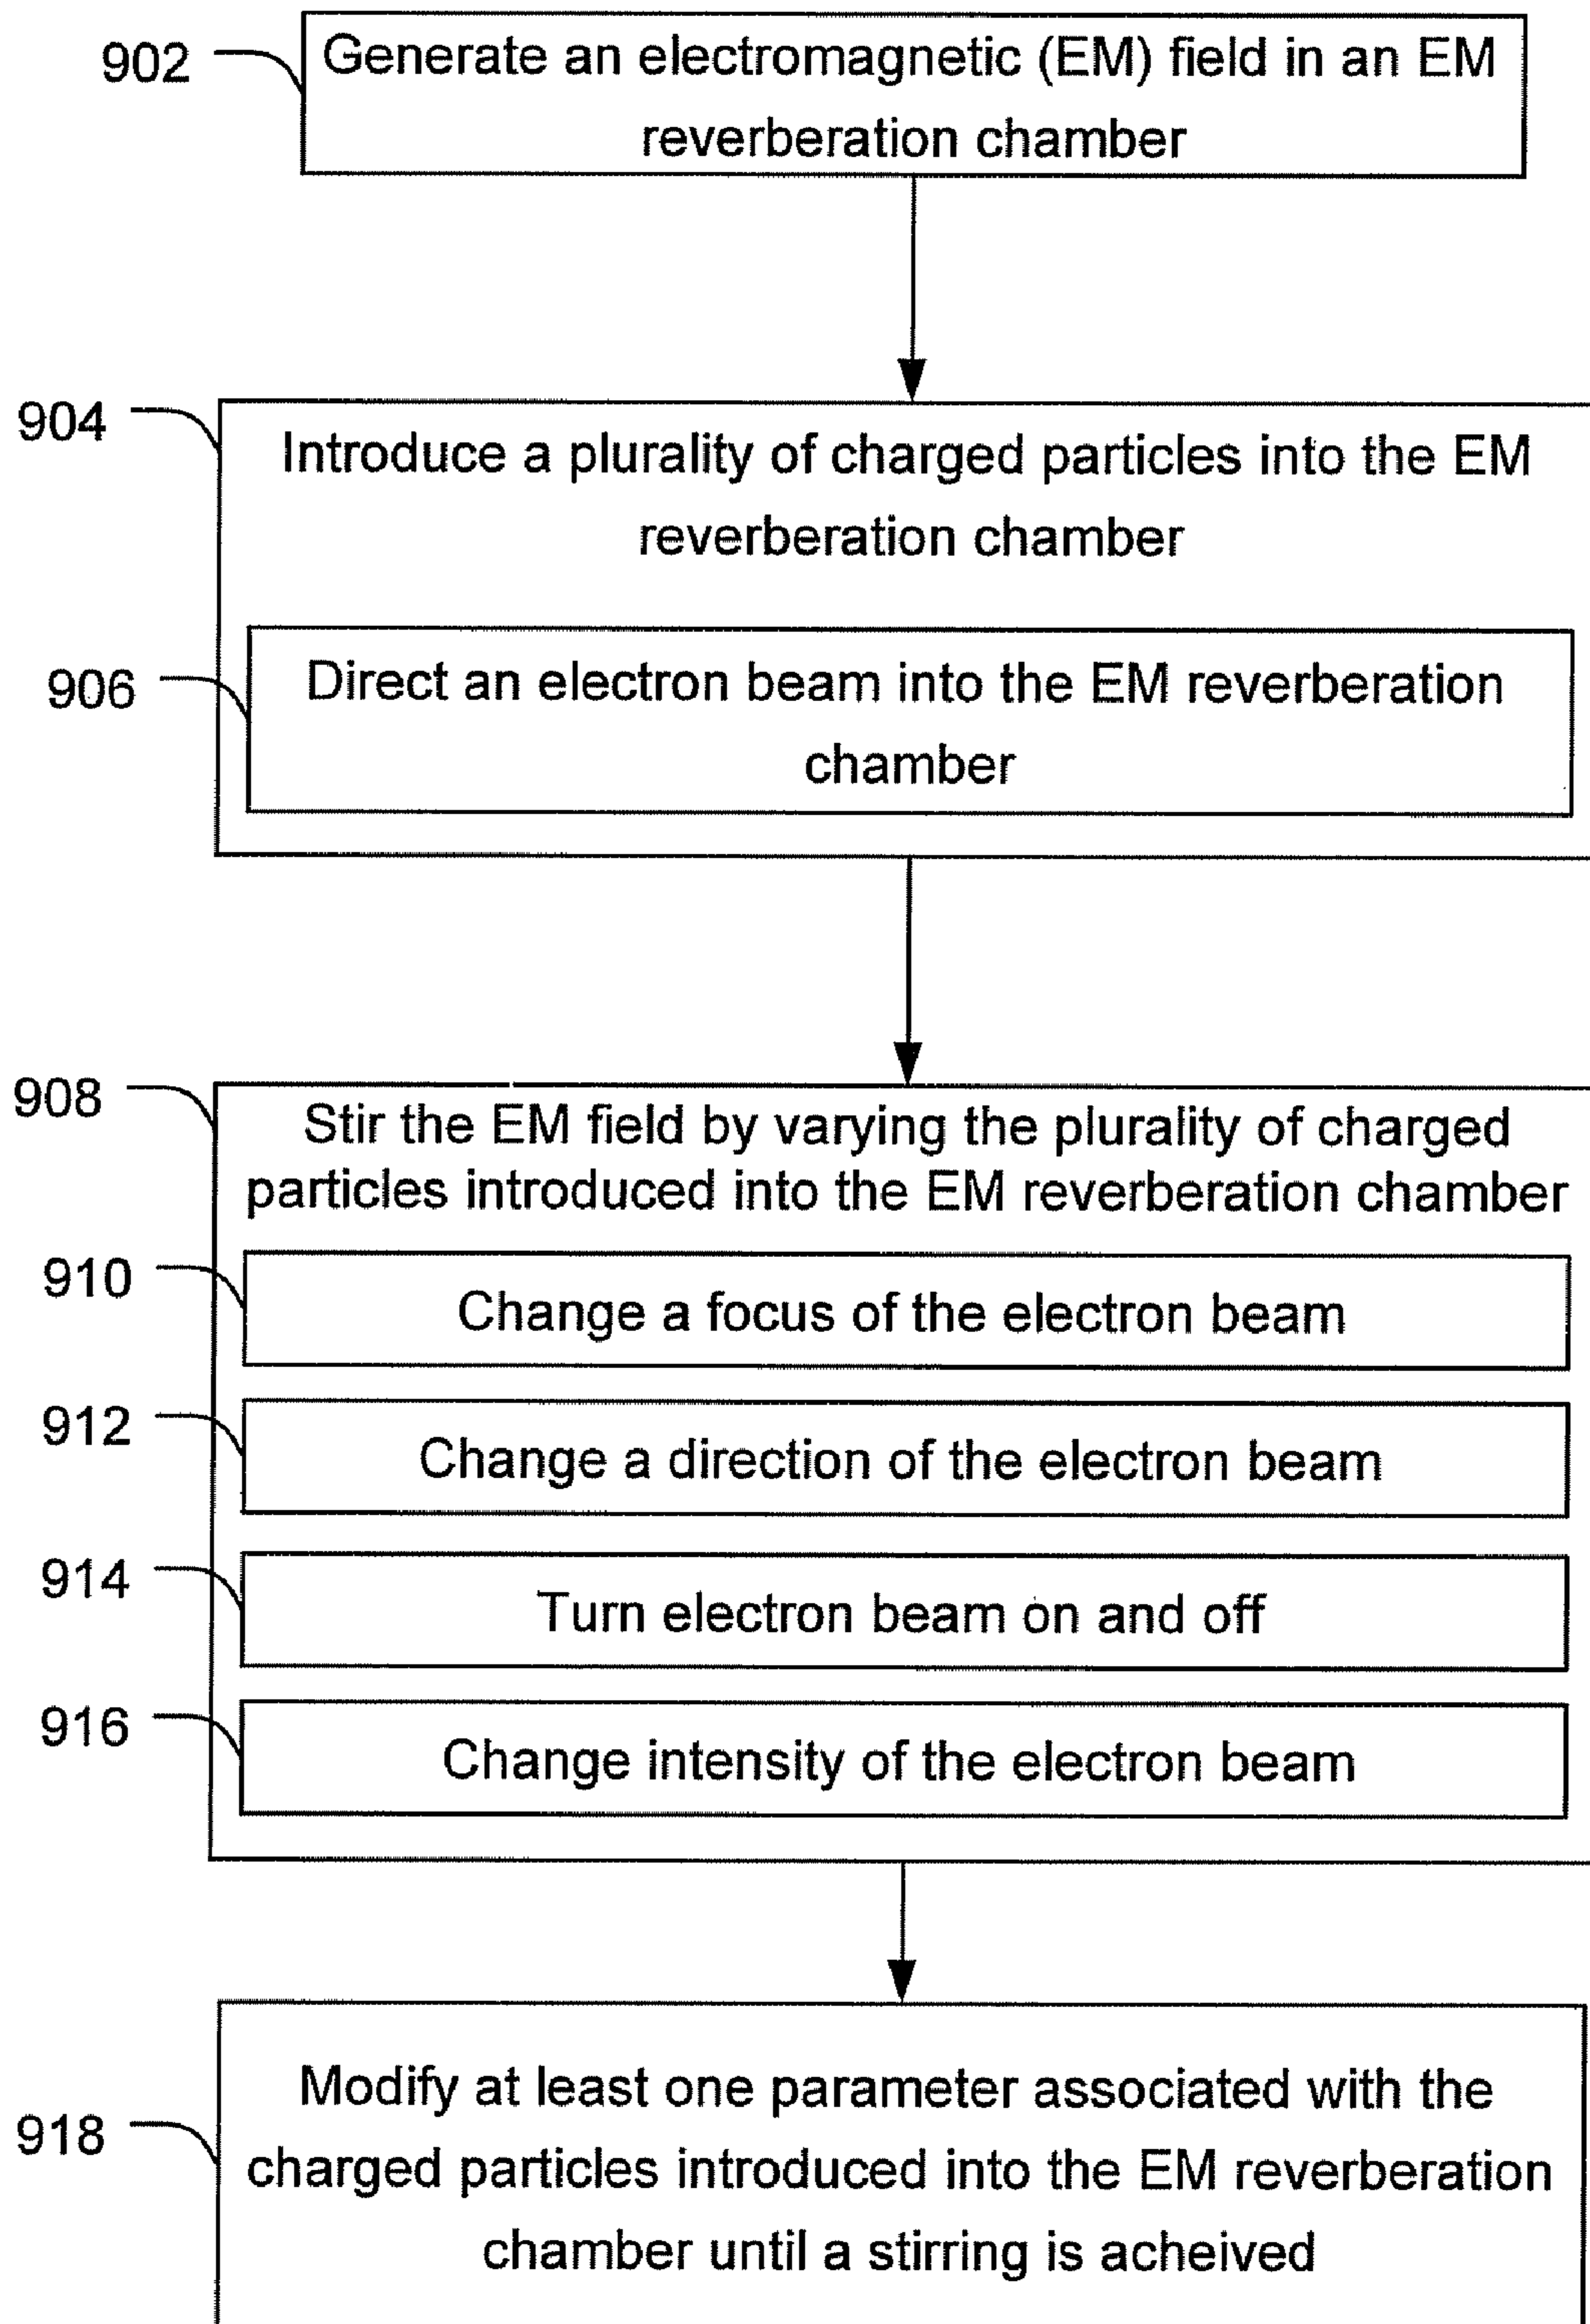 902
Generate an electromagnetic (EM) field in an EM
reverberation chamber
904
Introduce a plurality of charged particles into the EM
reverberation chamber
906
Direct an electron beam into the EM reverberation
chamber
908
Stir the EM field by varying the plurality of charged
particles introduced into the EM reverberation chamber
910
Change a focus of the electron beam
912
Change a direction of the electron beam
914
Turn electron beam on and off
916
Change intensity of the electron beam
918
Modify at least one parameter associated with the
charged particles introduced into the EM reverberation
chamber until a stirring is acheived